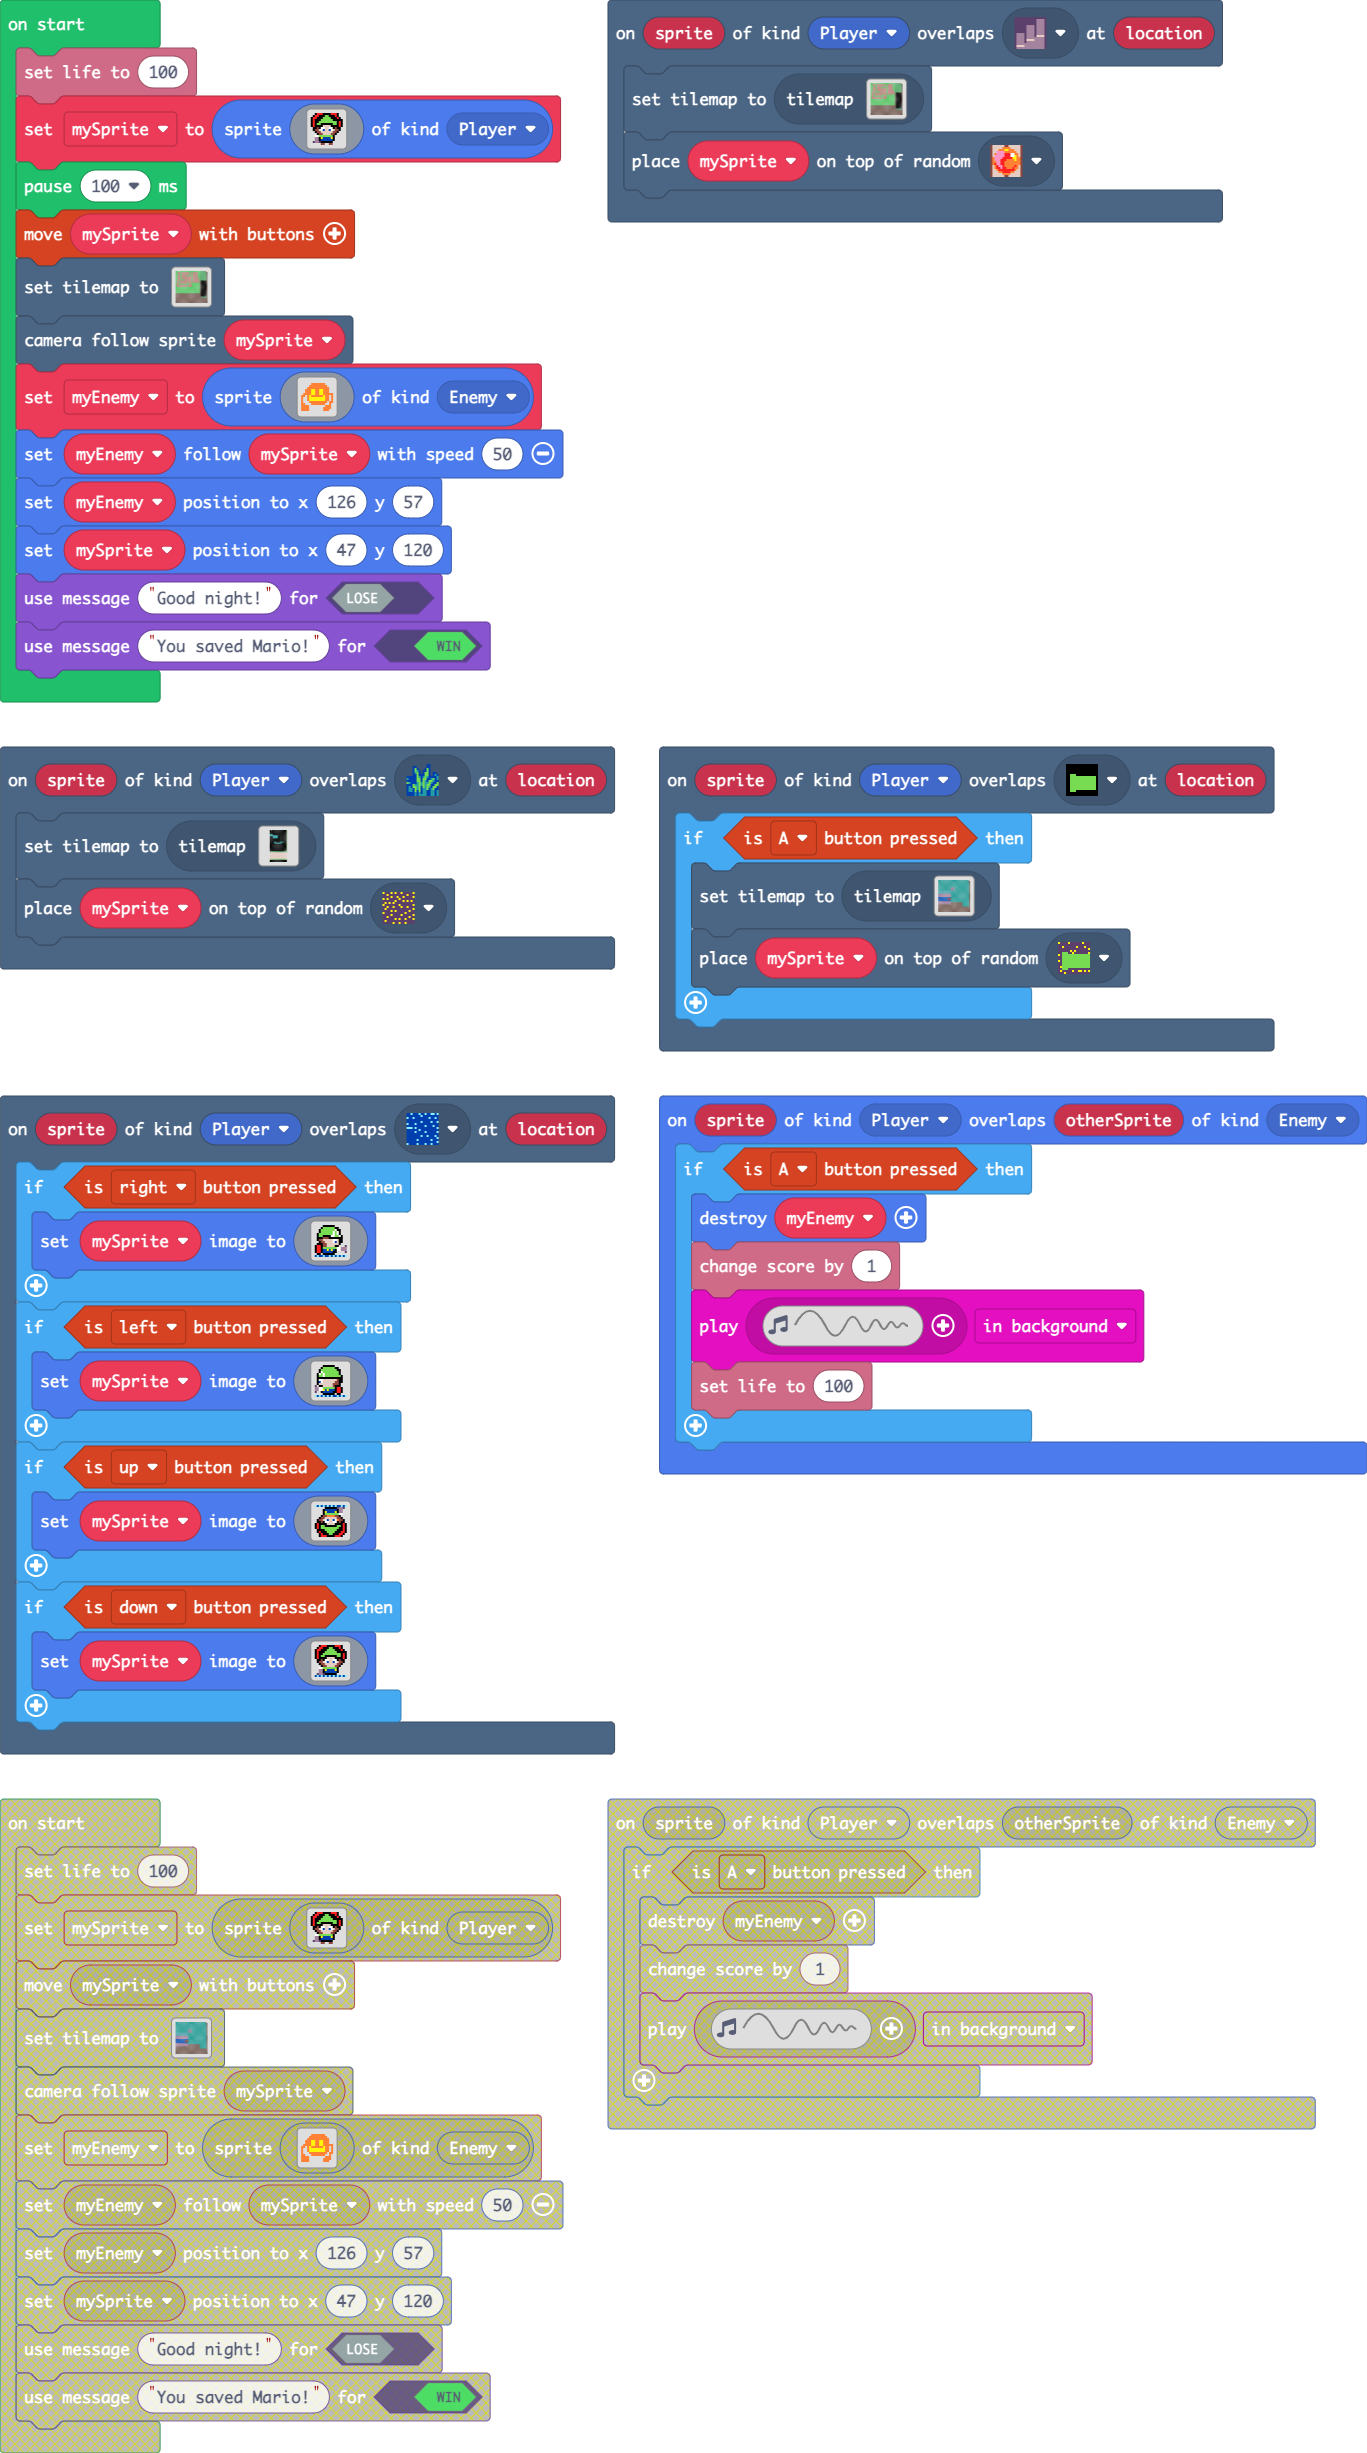 on start
set life to 100
set mySprite to sprite of kind Player
pause 100 ms
move mySprite with buttons
set tilemap to
camera follow sprite mySprite
set myEnemy to sprite of kind Enemy
set myEnemy follow mySprite with speed 50
set myEnemy position to x 126 y 57
set mySprite position to x 47 y 120
use message "Good night!" for LOSE
use message "You saved Mario!" for WIN
on sprite of kind Player overlaps at location
set tilemap to tilemap
place mySprite on top of random
on sprite of kind Player overlaps at location
set tilemap to tilemap
place mySprite on top of random
on sprite of kind Player overlaps at location
if is A button pressed then
set tilemap to tilemap
place mySprite on top of random
on sprite of kind Player overlaps at location
if is right button pressed then
set mySprite image to
if is left button pressed then
set mySprite image to
if is up button pressed then
set mySprite image to
if is down button pressed then
set mySprite image to
on sprite of kind Player overlaps otherSprite of kind Enemy
if is A button pressed then
destroy myEnemy
change score by 1
play in background
set life to 100
on start
set life to 100
set mySprite to sprite of kind Player
move mySprite with buttons
set tilemap to
camera follow sprite mySprite
set myEnemy to sprite of kind Enemy
set myEnemy follow mySprite with speed 50
set myEnemy position to x 126 y 57
set mySprite position to x 47 y 120
use message "Good night!" for LOSE
use message "You saved Mario!" for WIN
on sprite of kind Player overlaps otherSprite of kind Enemy
if is A button pressed then
destroy myEnemy
change score by 1
play in background